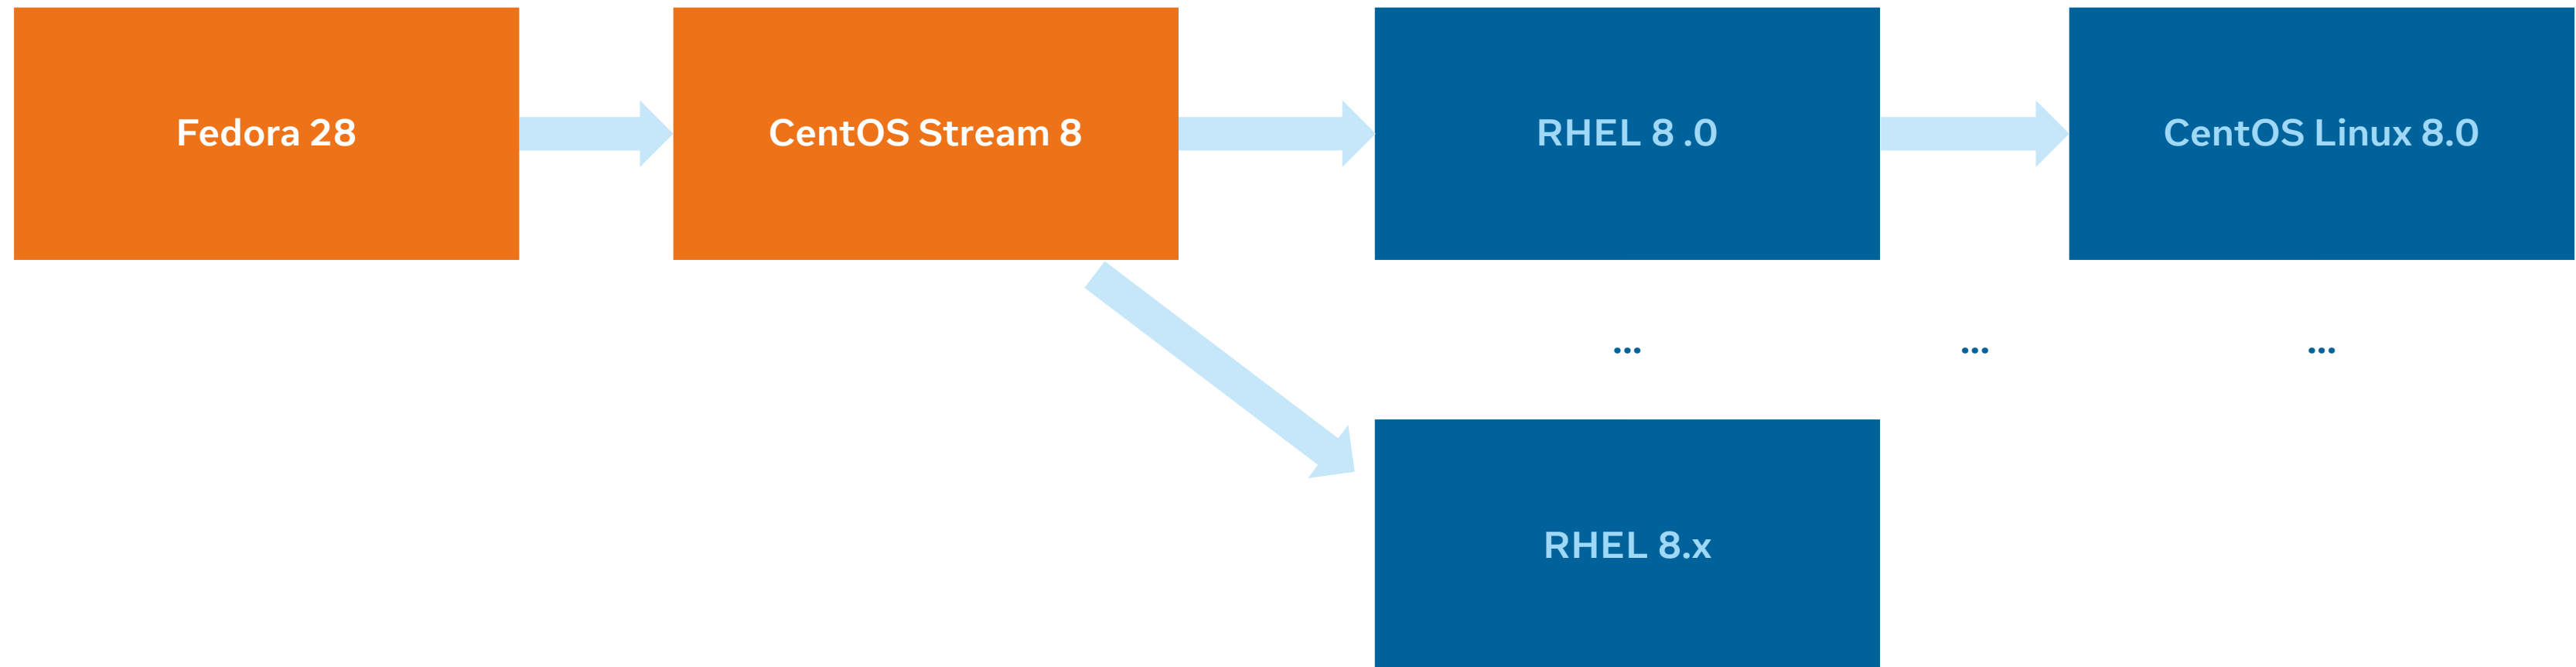 Fedora 28
CentOS Stream 8
RHEL 8 .0
CentOS Linux 8.0
...
...
...
RHEL 8.x